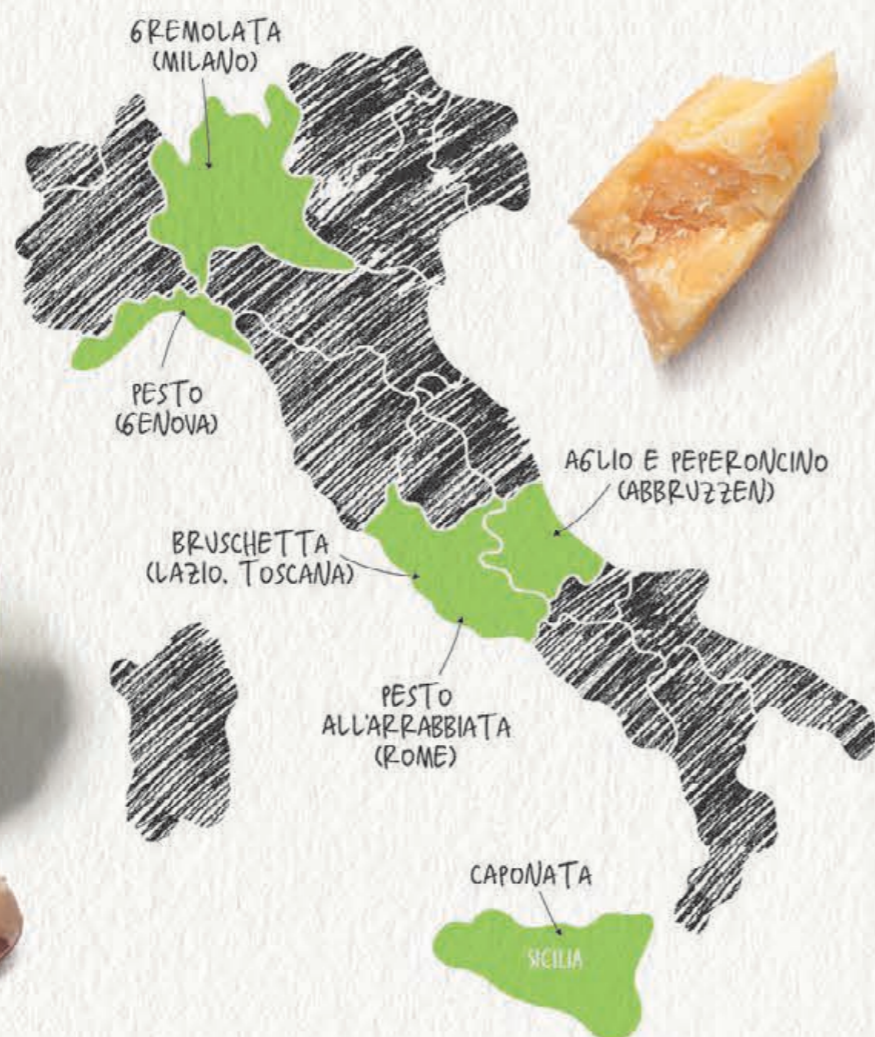 GREMOLATA
(MILANO)
PESTO
(GENOVA)
AGLIO E PEPERONCINO
(ABBRUZZEN)
BRUSCHETTA
(LAZIO, TOSCANA)
PESTO
ALL'ARRABBIATA
(ROME)
CAPONATA
SICILIA